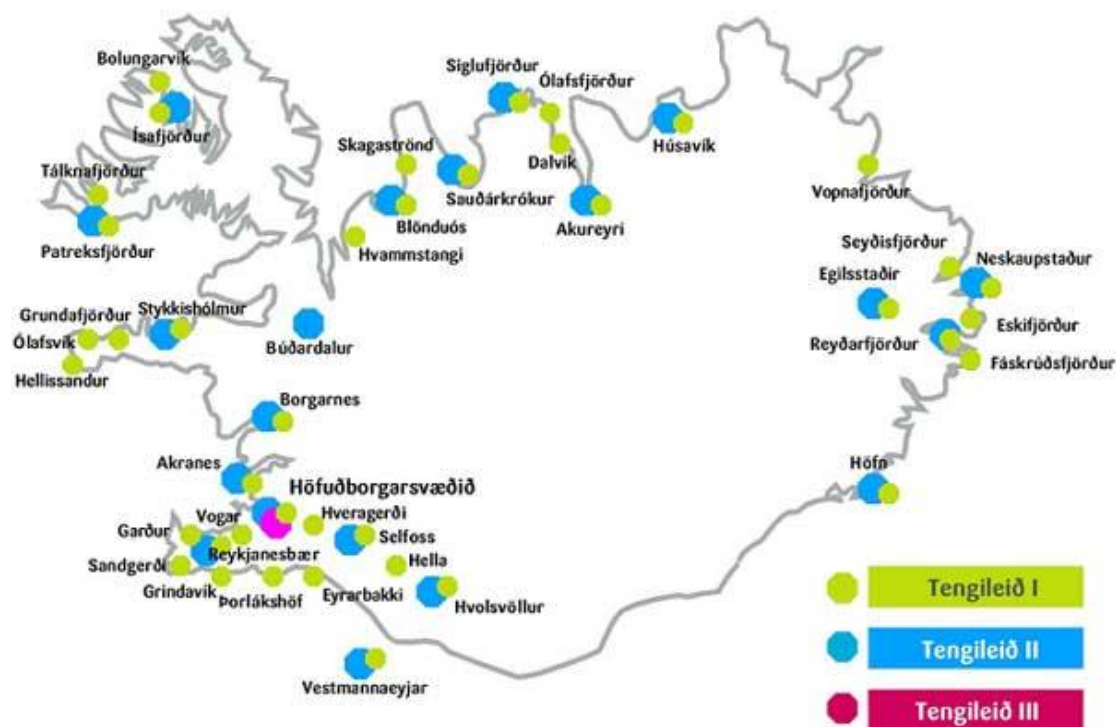 Bolungarvík
Siglufjörður
Ólafsfjörður
Ísafjörður
Skagaströnd
Dalvík
Húsavík
Tálknafjörður
Sauðárkrókur
Vopnafjörður
Blönduós
Akureyri
Patreksfjörður
Hvammstangi
Seyðisfjörður
Neskaupstaður
Egilsstaðir
Grundafjörður
Stykkishólmur
Eskifjörður
Ólafsvík
Búðardalur
Reyðarfjörður
Fáskrúðsfjörður
Hellissandur
Borgarnes
Akranes
Höfn
Höfuðborgarsvæðið
Vogar
Hveragerði
Garður
Selfoss
Reykjanesbær
Sandgerði
Hella
Grindavík
Þorlákshöf
Eyrarbakki
Hvolsvöllur
Tengileið I
Tengileið II
Vestmannaeyjar
Tengileið III